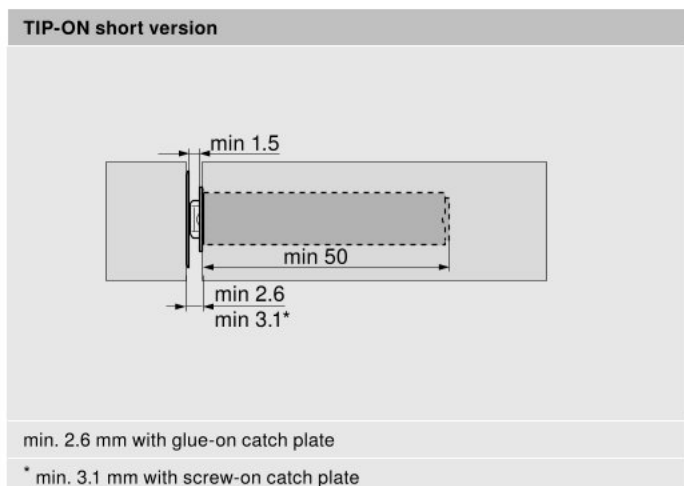 TIP-ON short version
min 1.5
min 50
min 2.6
min 3.1*
min. 2.6 mm with glue-on catch plate
* min. 3.1 mm with screw-on catch plate